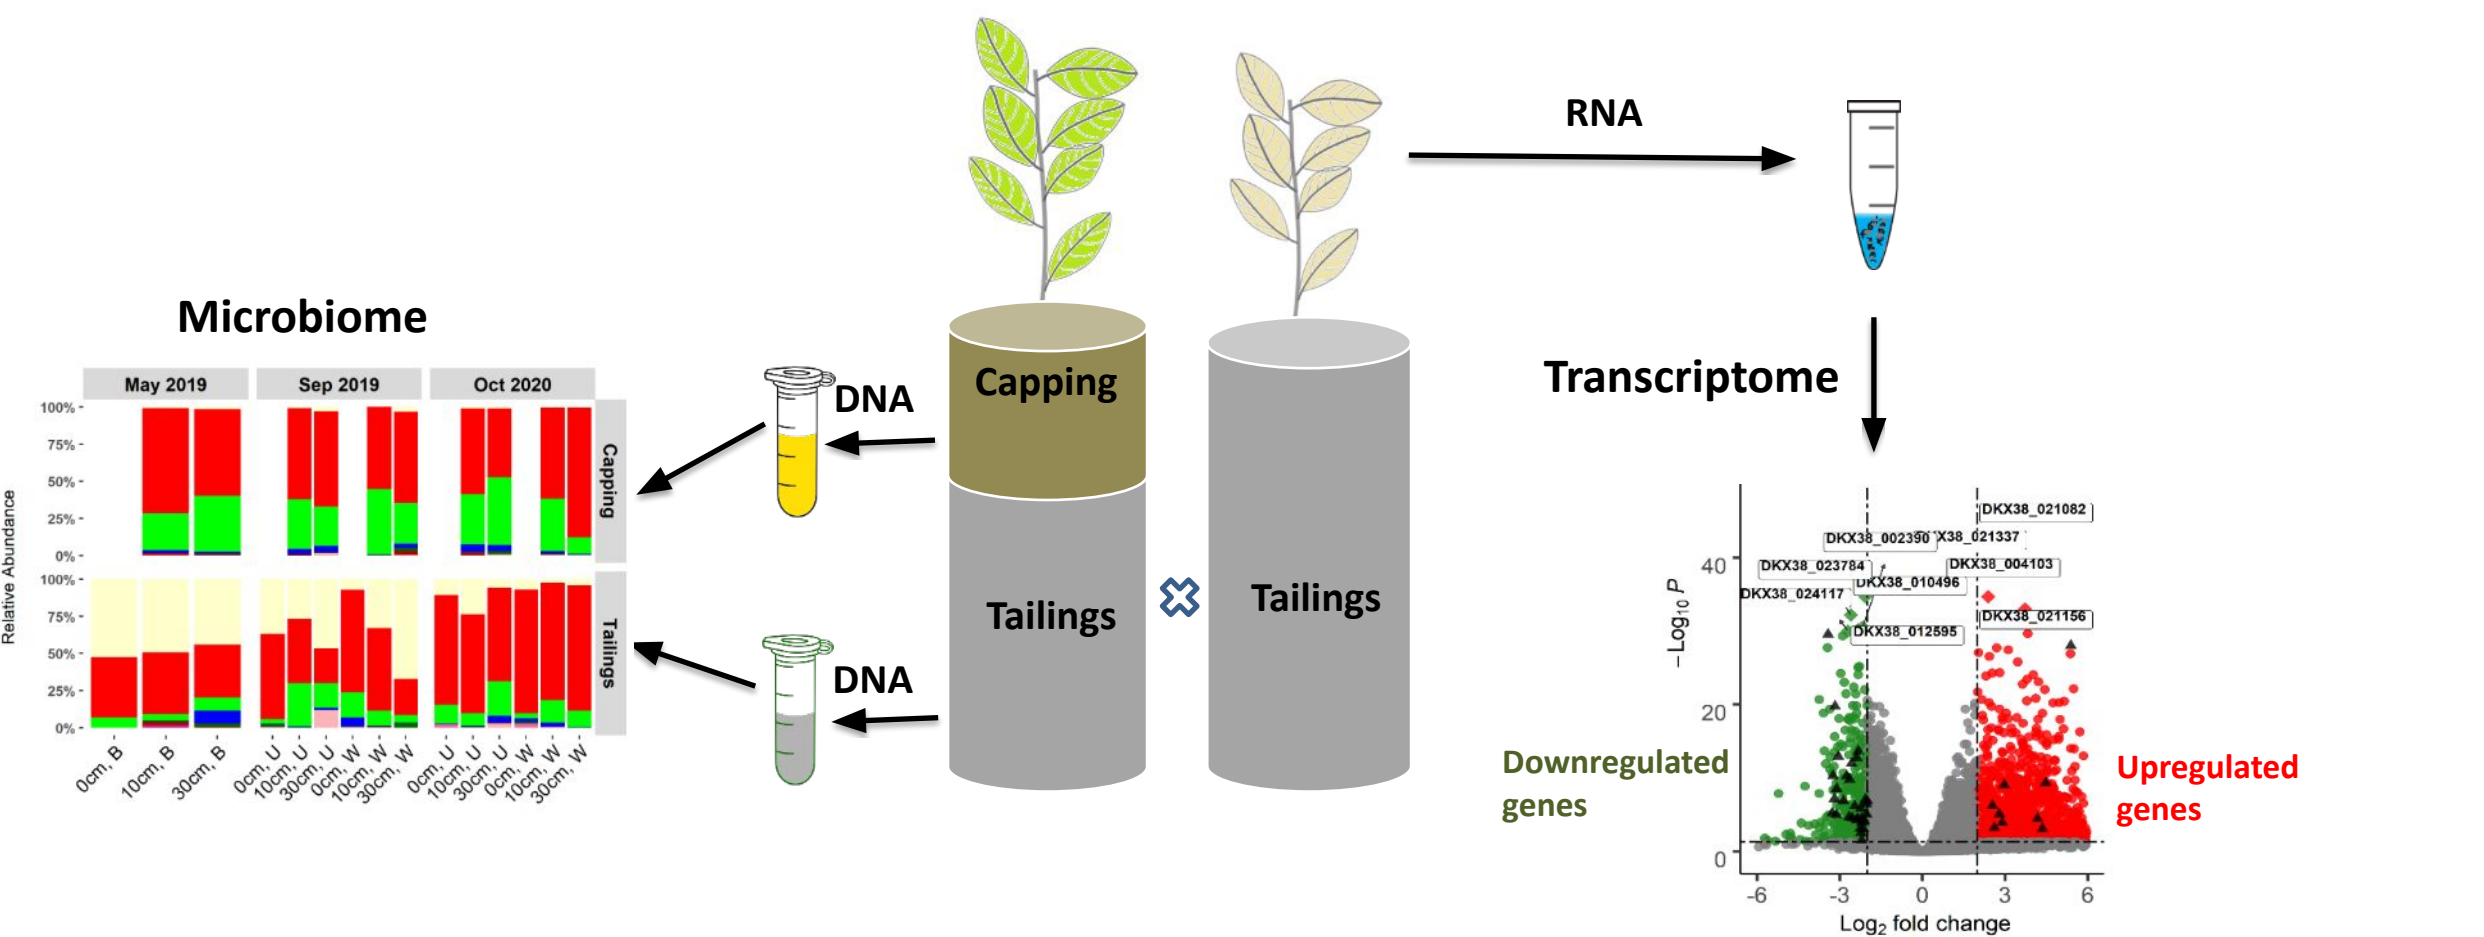 RNA
Microbiome
May 2019
Sep 2019
Oct 2020
Relative Abundance
100%
75%
50%
25%
0%
Capping
100%
75%
50%
25%
0%
Tailings
0cm, B
10cm, B
30cm, B
0cm, U
10cm, U
30cm, U
0cm, W
10cm, W
30cm, W
0cm, U
10cm, U
30cm, U
0cm, W
10cm, W
30cm, W
DNA
DNA
Capping
Tailings
Tailings
Transcriptome
DKX38_021082
DKX38_002390
X38_021337
DKX38_023784
DKX38_004103
DKX38_010496
DKX38_024117
DKX38_021156
DKX38_012595
−Log10 P
40
20
0
Downregulated
genes
Upregulated
genes
-6
-3
0
3
6
Log2 fold change